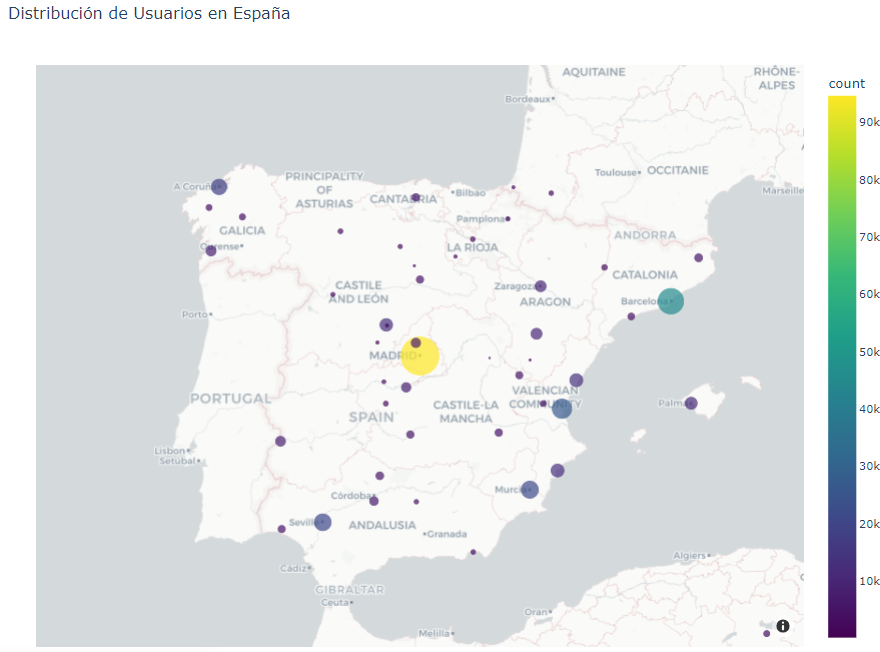 Distribución de Usuarios en España
AQUITAINE
RHÔNE-
ALPES
Bordeaux
Toulouse
OCCITANIE
Marseille
A Coruña
PRINCIPALITY
OF
ASTURIAS
CANTABRIA
Bilbao
Pamplona
GALICIA
Ourense
LA RIOJA
ANDORRA
CATALONIA
CASTILE
AND LEÓN
Zaragoza
ARAGON
Barcelona
Porto
MADRID
PORTUGAL
SPAIN
CASTILE-LA
MANCHA
VALENCIAN
COMMUNITY
Palma
Lisbon
Setúbal
Córdoba
Murcia
Sevilla
ANDALUSIA
Granada
Cádiz
GIBRALTAR
Ceuta
Algiers
Oran
Melilla
count
90k
80k
70k
60k
50k
40k
30k
20k
10k